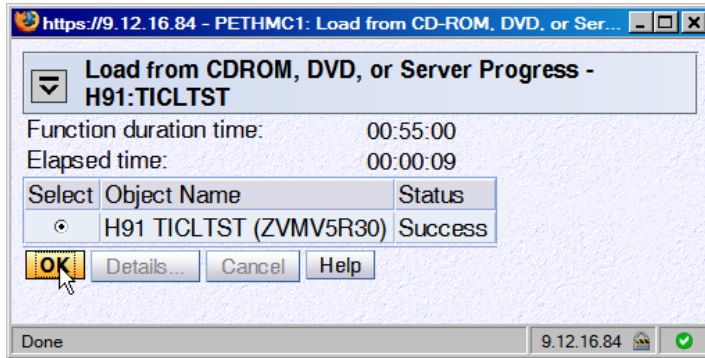 https://9.12.16.84 - PETHMC1: Load from CD-ROM, DVD, or Ser...
Load from CDROM, DVD, or Server Progress -
H91:TICLTST
Function duration time: 00:55:00
Elapsed time: 00:00:09
Select Object Name Status
H91 TICLTST (ZVMV5R30) Success
OK Details... Cancel Help
Done 9.12.16.84